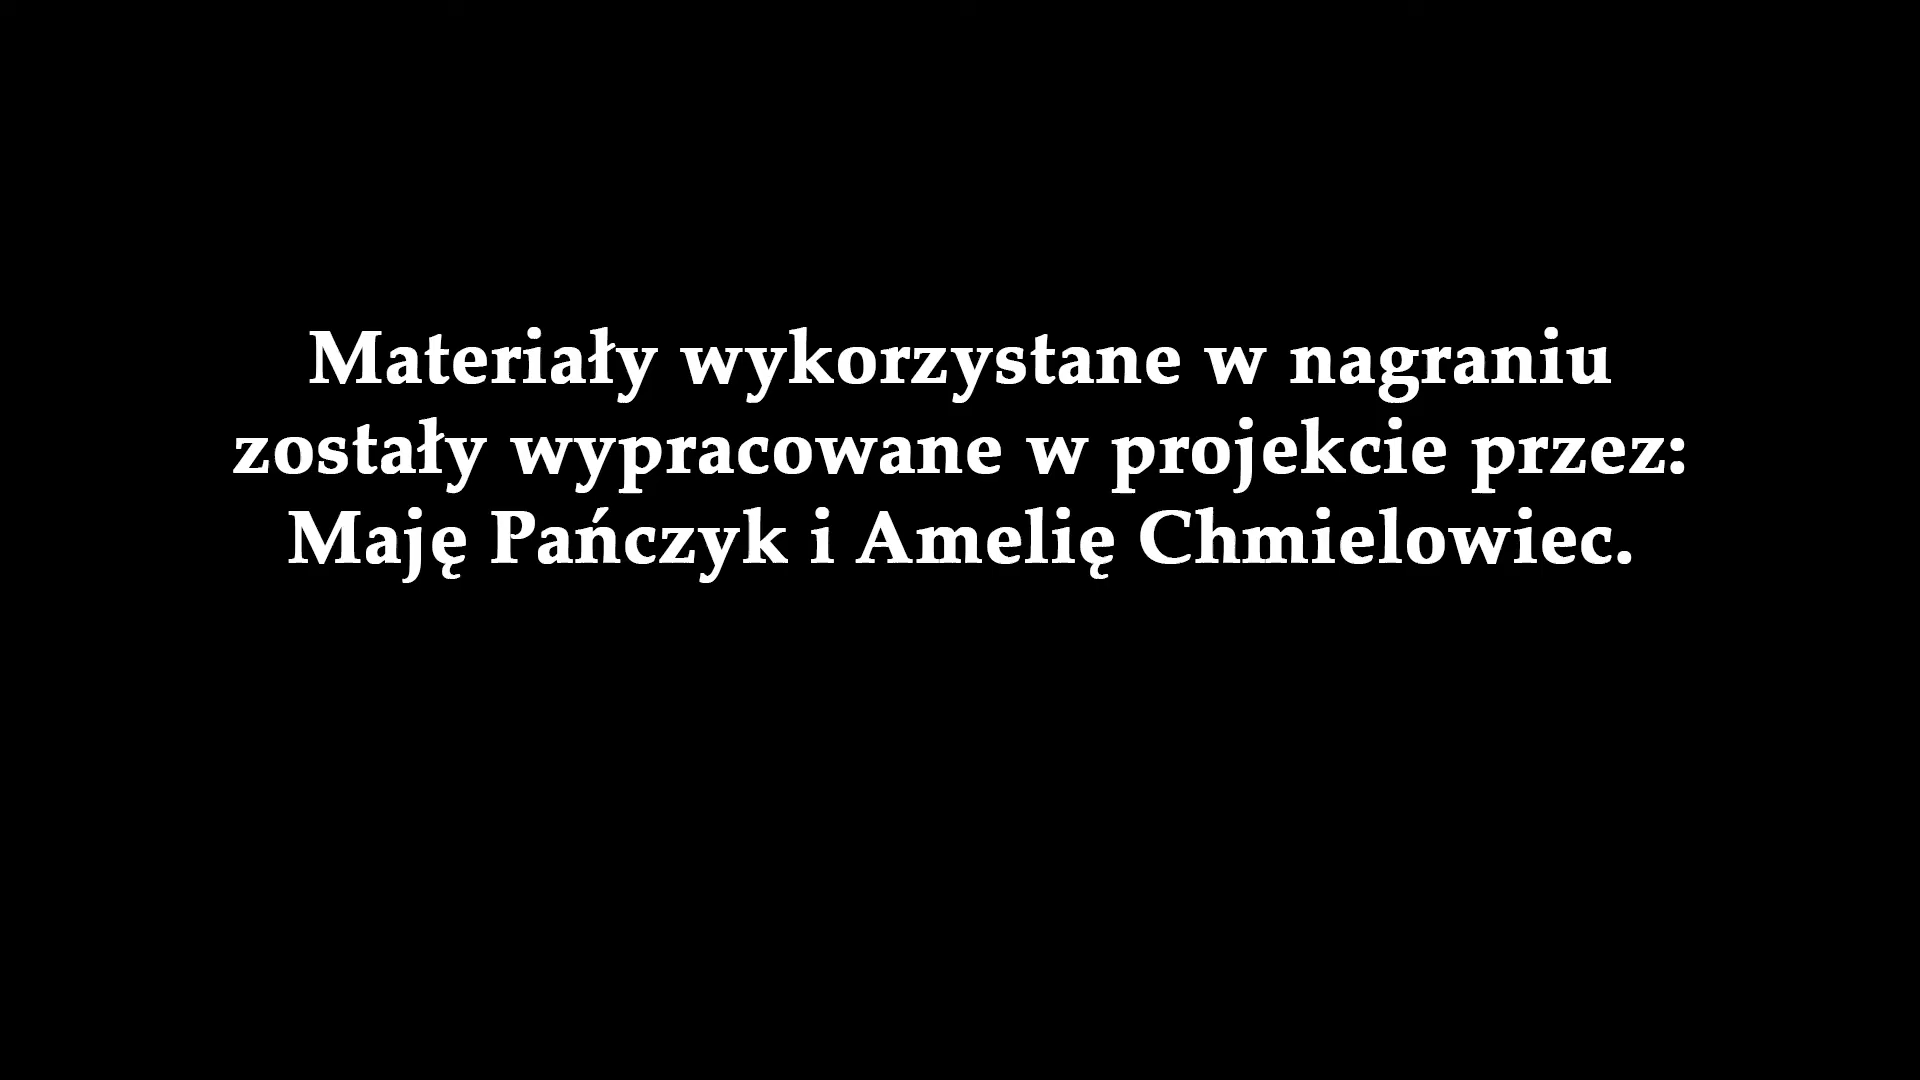 Materiały wykorzystane w nagraniu
zostały wypracowane w projekcie przez:
Maję Pańczyk i Amelię Chmielowiec.